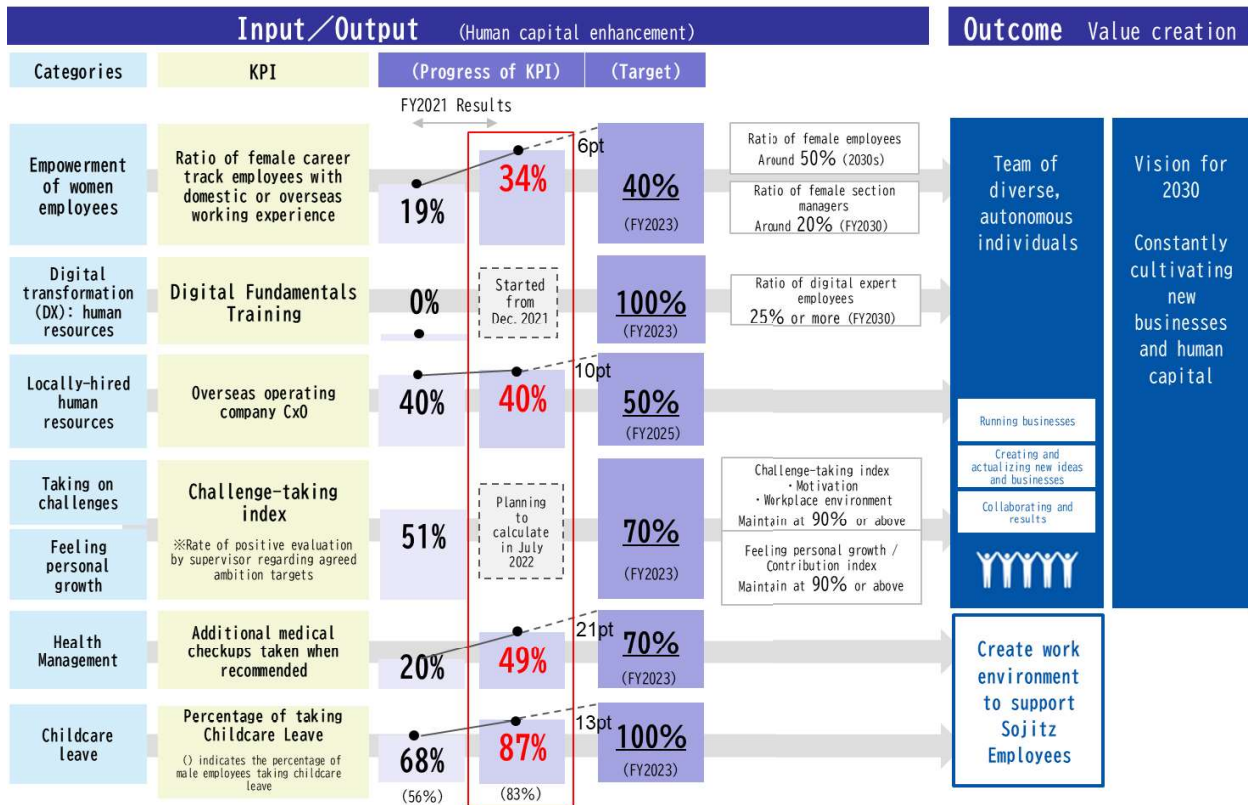 Input／Output (Human capital enhancement)
Outcome Value creation
Categories
KPI
(Progress of KPI)
(Target)
FY2021 Results
Empowerment
of women
employees
Ratio of female career
track employees with
domestic or overseas
working experience
19%
34%
6pt
40%
(FY2023)
Ratio of female employees
Around 50% (2030s)
Ratio of female section
managers
Around 20% (FY2030)
Digital
transformation
(DX): human
resources
Digital Fundamentals
Training
0%
Started
from
Dec. 2021
100%
(FY2023)
Ratio of digital expert
employees
25% or more (FY2030)
Locally-hired
human
resources
Overseas operating
company CxO
40%
40%
10pt
50%
(FY2025)
Taking on
challenges
Feeling
personal
growth
Challenge-taking
index
※Rate of positive evaluation
by supervisor regarding agreed
ambition targets
51%
Planning
to
calculate
in July
2022
70%
(FY2023)
Challenge-taking index
・Motivation
・Workplace environment
Maintain at 90% or above
Feeling personal growth /
Contribution index
Maintain at 90% or above
Health
Management
Additional medical
checkups taken when
recommended
20%
49%
21pt
70%
(FY2023)
Childcare
leave
Percentage of taking
Childcare Leave
() indicates the percentage of
male employees taking childcare
leave
68%
(56%)
87%
(83%)
13pt
100%
(FY2023)
Team of
diverse,
autonomous
individuals
Running businesses
Creating and
actualizing new ideas
and businesses
Collaborating and
results
Create work
environment
to support
Sojitz
Employees
Vision for
2030
Constantly
cultivating
new
businesses
and human
capital